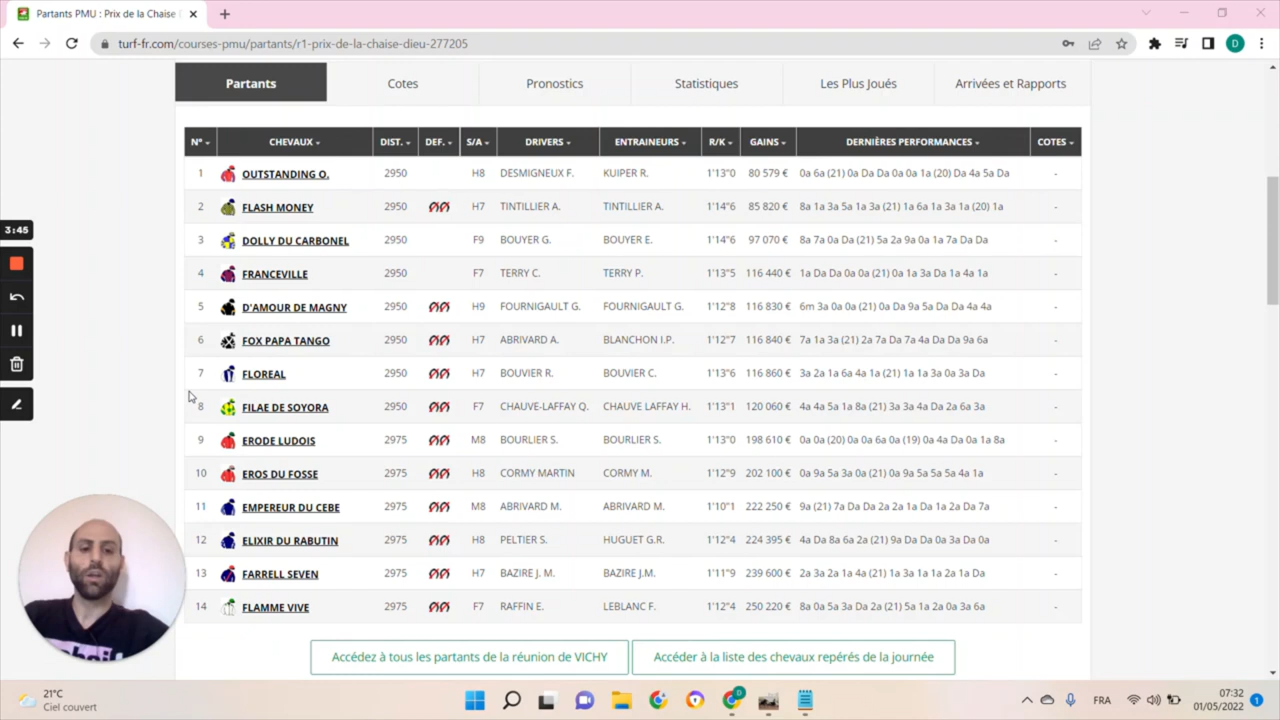 Partants PMU : Prix de la Chaise
turf-fr.com/courses-pmu/partants/r1-prix-de-la-chaise-dieu-277205
D
Partants Cotes Pronostics Statistiques Les Plus Joués Arrivées et Rapports
N° CHEVAUX DIST. DEF. S/A DRIVERS ENTRAINEURS R/K GAINS DERNIÈRES PERFORMANCES COTES
1 OUTSTANDING O. 2950 H8 DESMIGNEUX F. KUIPER R. 1'13"0 80 579 € 0a 6a (21) 0a Da Da 0a 0a 1a (20) Da 4a 5a Da -
2 FLASH MONEY 2950 H7 TINTILLIER A. TINTILLIER A. 1'14"6 85 820 € 8a 1a 3a 5a 1a 3a (21) 1a 6a 1a 3a 1a (20) 1a -
3 DOLLY DU CARBONEL 2950 F9 BOUYER G. BOUYER E. 1'14"6 97 070 € 8a 7a 0a Da (21) 5a 2a 9a 0a 1a 7a Da Da -
4 FRANCEVILLE 2950 F7 TERRY C. TERRY P. 1'13"5 116 440 € 1a Da Da 0a 0a (21) 0a 1a 3a Da 1a 4a 1a -
5 D'AMOUR DE MAGNY 2950 H9 FOURNIGAULT G. FOURNIGAULT G. 1'12"8 116 830 € 6m 3a 0a 0a (21) 0a Da 9a 5a Da Da 4a 4a -
6 FOX PAPA TANGO 2950 H7 ABRIVARD A. BLANCHON I.P. 1'12"7 116 840 € 7a 1a 3a (21) 2a 7a Da 7a 4a Da Da 9a 6a -
7 FLOREAL 2950 H7 BOUVIER R. BOUVIER C. 1'13"6 116 860 € 3a 2a 1a 6a 4a 1a (21) 1a 1a 3a 0a 3a Da -
8 FILAE DE SOYORA 2950 F7 CHAUVE-LAFFAY Q. CHAUVE LAFFAY H. 1'13"1 120 060 € 4a 4a 5a 1a 8a (21) 3a 3a 4a Da 2a 6a 3a -
9 ERODE LUDOIS 2975 M8 BOURLIER S. BOURLIER S. 1'13"0 198 610 € 0a 0a (20) 0a 0a 6a 0a (19) 0a 4a Da 0a 1a 8a -
10 EROS DU FOSSE 2975 H8 CORMY MARTIN CORMY M. 1'12"9 202 100 € 0a 9a 5a 3a 0a (21) 0a 9a 5a 5a 5a 4a 1a -
11 EMPEREUR DU CEBE 2975 M8 ABRIVARD M. ABRIVARD M. 1'10"1 222 250 € 9a (21) 7a Da Da 2a 2a 1a Da 1a 2a Da 7a -
12 ELIXIR DU RABUTIN 2975 H8 PELTIER S. HUGUET G.R. 1'12"4 224 395 € 4a Da 8a 6a 2a (21) 9a Da Da 0a 3a Da 0a -
13 FARRELL SEVEN 2975 H7 BAZIRE J. M. BAZIRE J.M. 1'11"9 239 600 € 2a 3a 2a 1a 4a (21) 1a 3a 1a 1a 2a 1a Da -
14 FLAMME VIVE 2975 F7 RAFFIN E. LEBLANC F. 1'12"4 250 220 € 8a 0a 5a 3a Da 2a (21) 5a 1a 2a 0a 3a 6a -
Accédez à tous les partants de la réunion de VICHY Accéder à la liste des chevaux repérés de la journée
3:45
21°C
Ciel couvert
D
FRA
07:32
01/05/2022
1